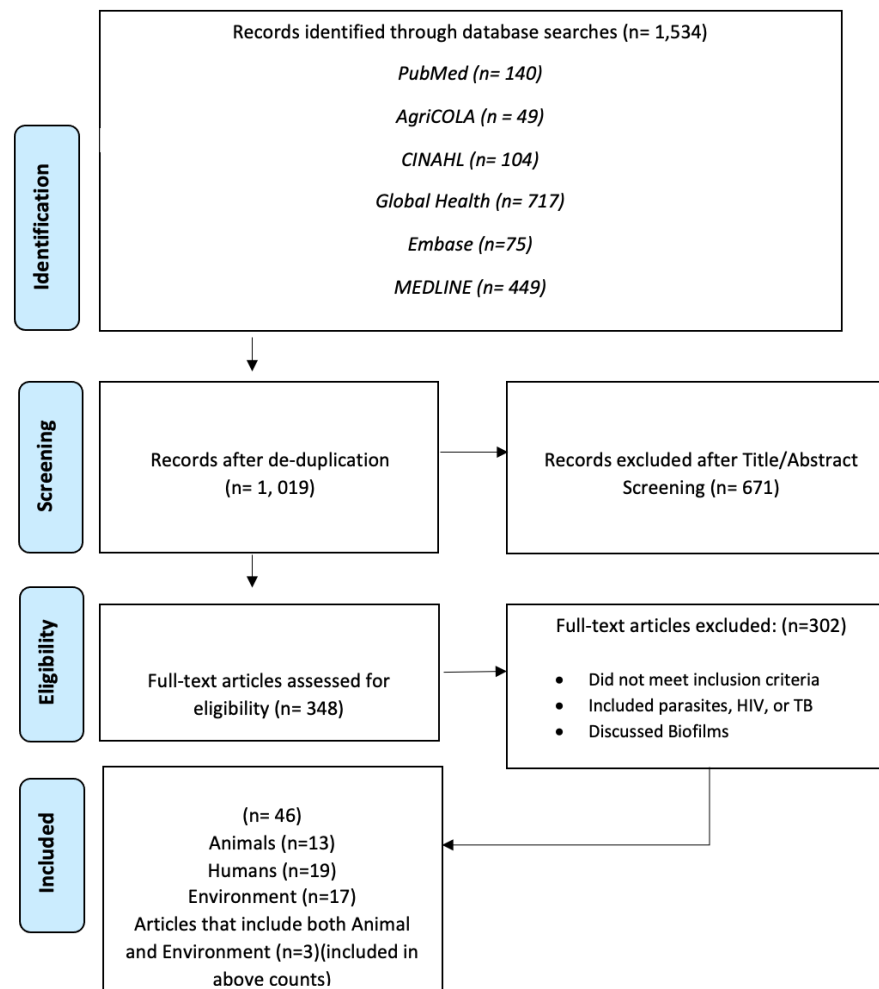 Identification
Records identified through database searches (n= 1,534)
PubMed (n= 140)
AgriCOLA (n = 49)
CINAHL (n= 104)
Global Health (n= 717)
Embase (n=75)
MEDLINE (n= 449)
Screening
Records after de-duplication
(n= 1, 019)
Records excluded after Title/Abstract
Screening (n= 671)
Eligibility
Full-text articles assessed for
eligibility (n= 348)
Full-text articles excluded: (n=302)
• Did not meet inclusion criteria
• Included parasites, HIV, or TB
• Discussed Biofilms
Included
(n= 46)
Animals (n=13)
Humans (n=19)
Environment (n=17)
Articles that include both Animal
and Environment (n=3)(included in
above counts)